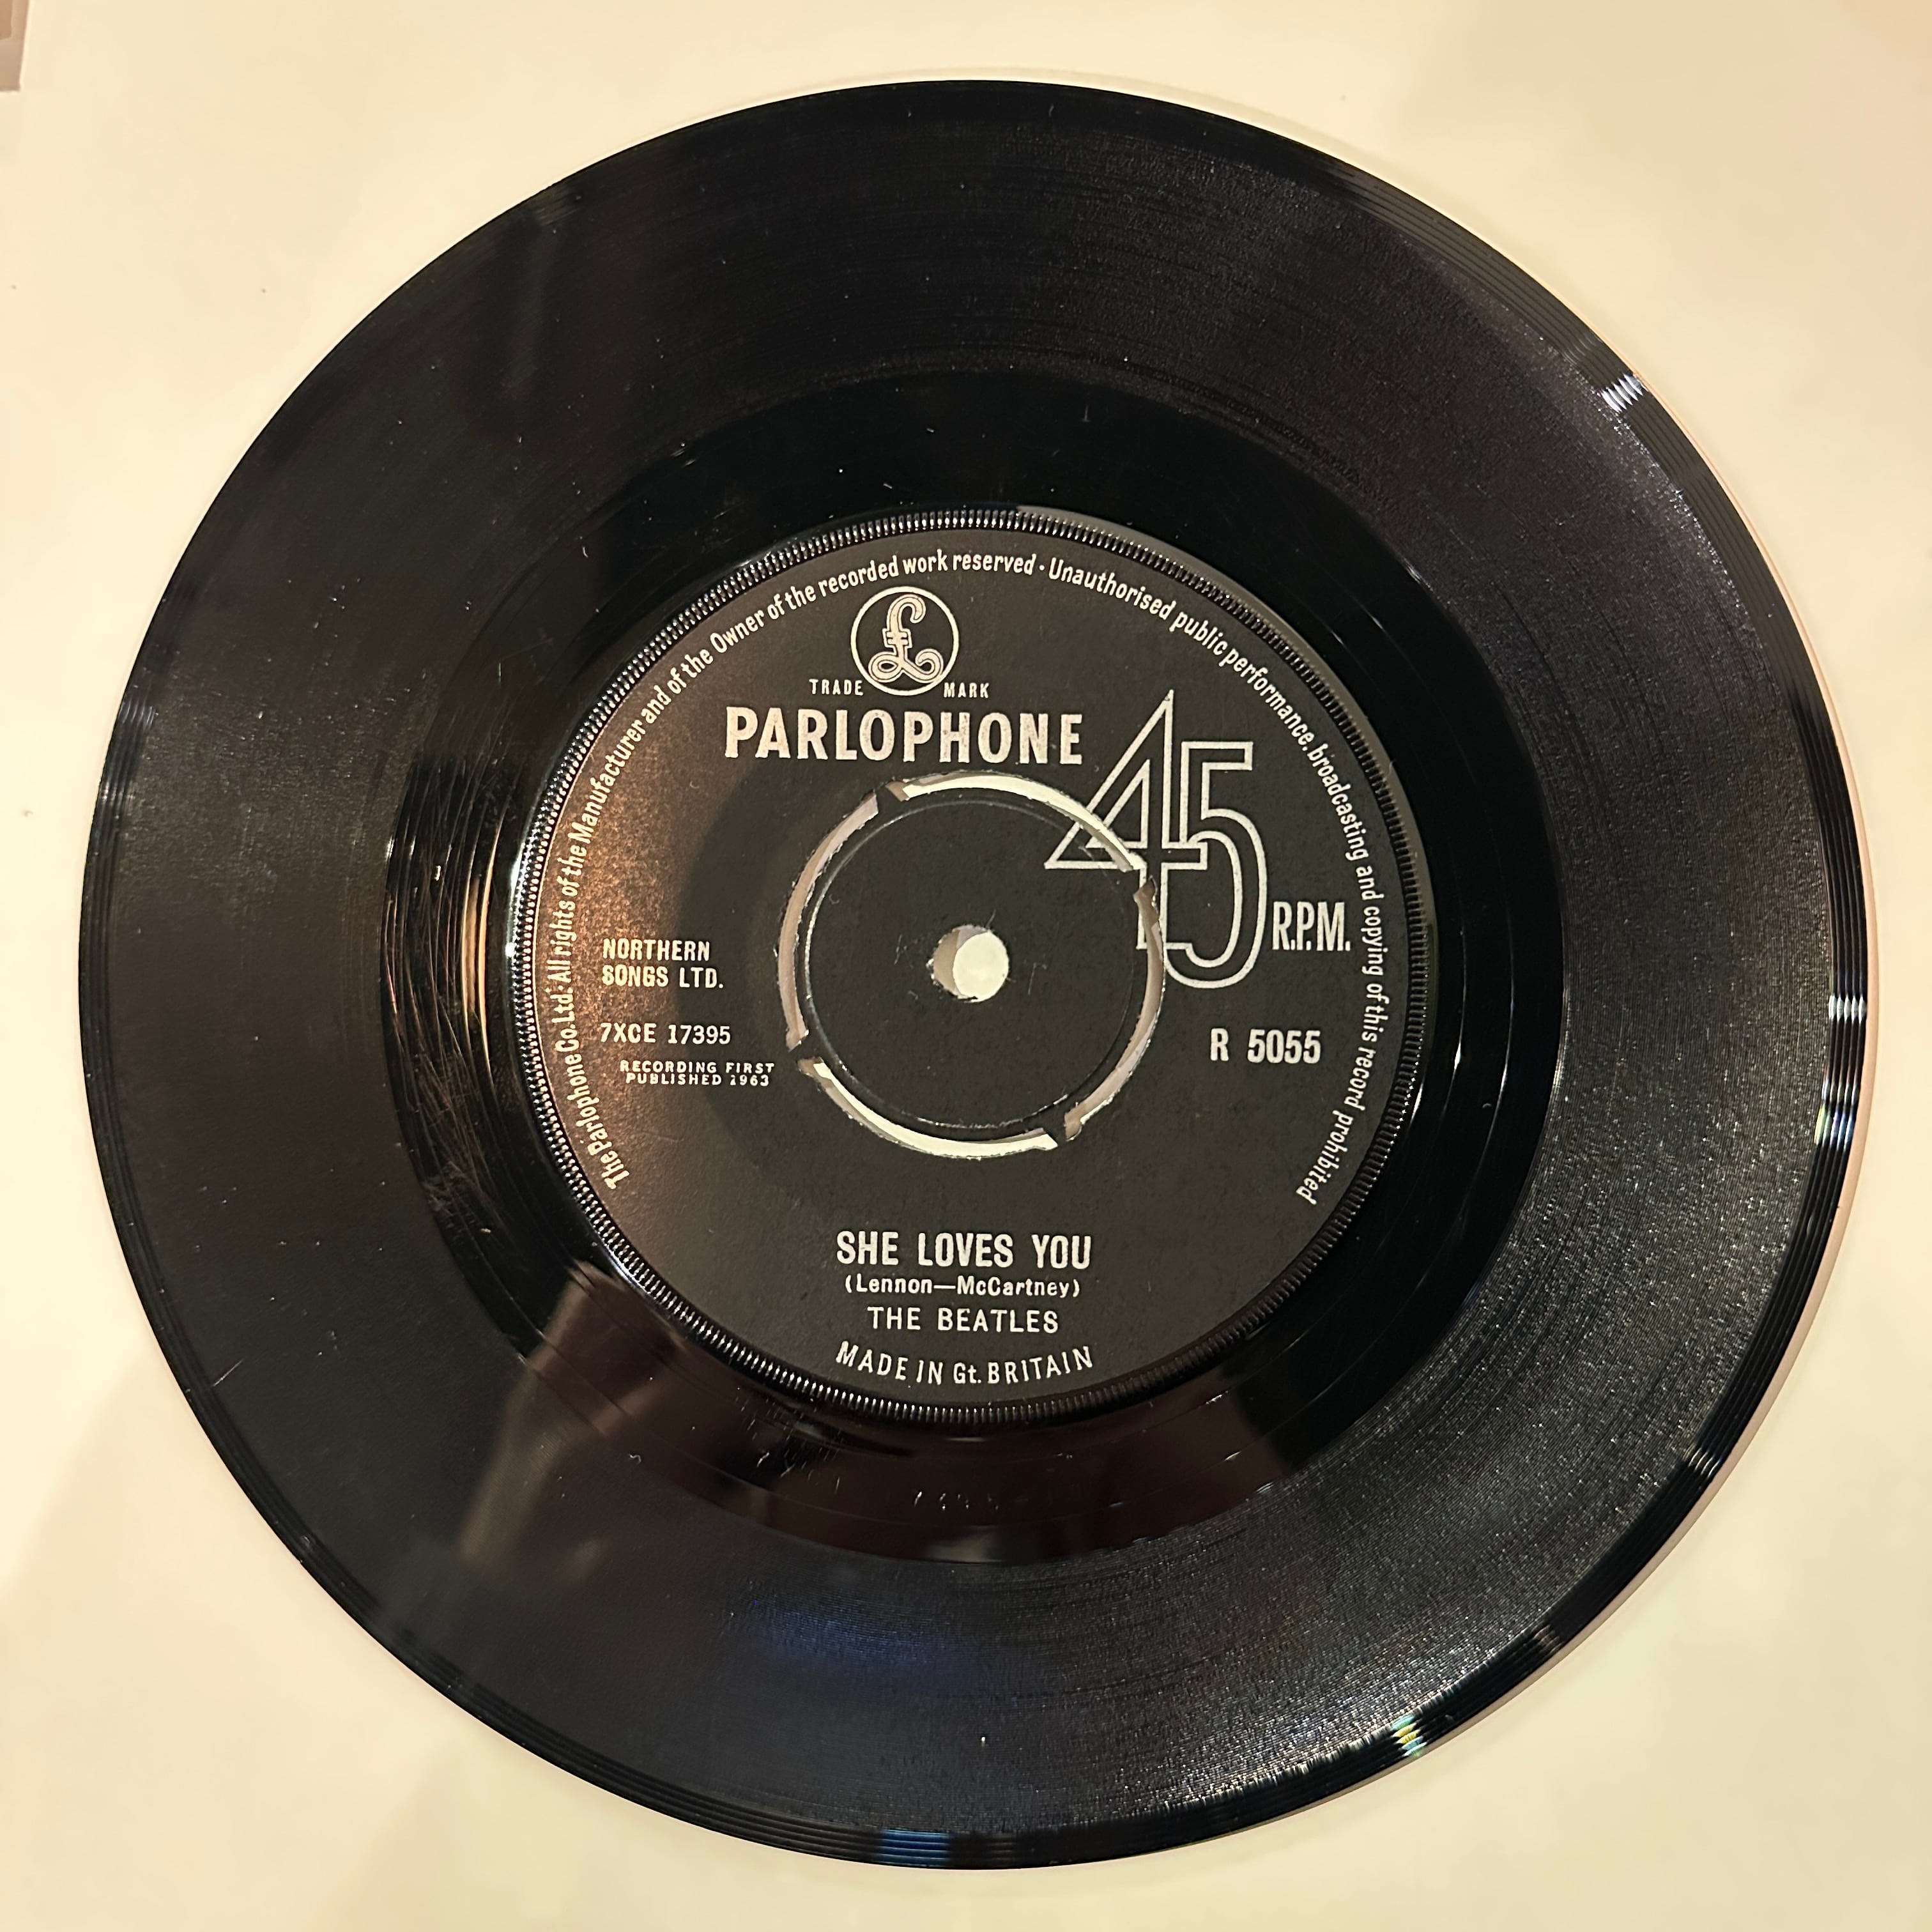 The Parlophone Co. Ltd. All rights of the Manufacturer and of the Owner of the recorded work reserved · Unauthorised public performance, broadcasting and copying of this record prohibited
£
TRADE MARK
PARLOPHONE
45 R.P.M.
NORTHERN
SONGS LTD.
7XCE 17395
RECORDING FIRST
PUBLISHED 1963
R 5055
SHE LOVES YOU
(Lennon—McCartney)
THE BEATLES
MADE IN Gt. BRITAIN